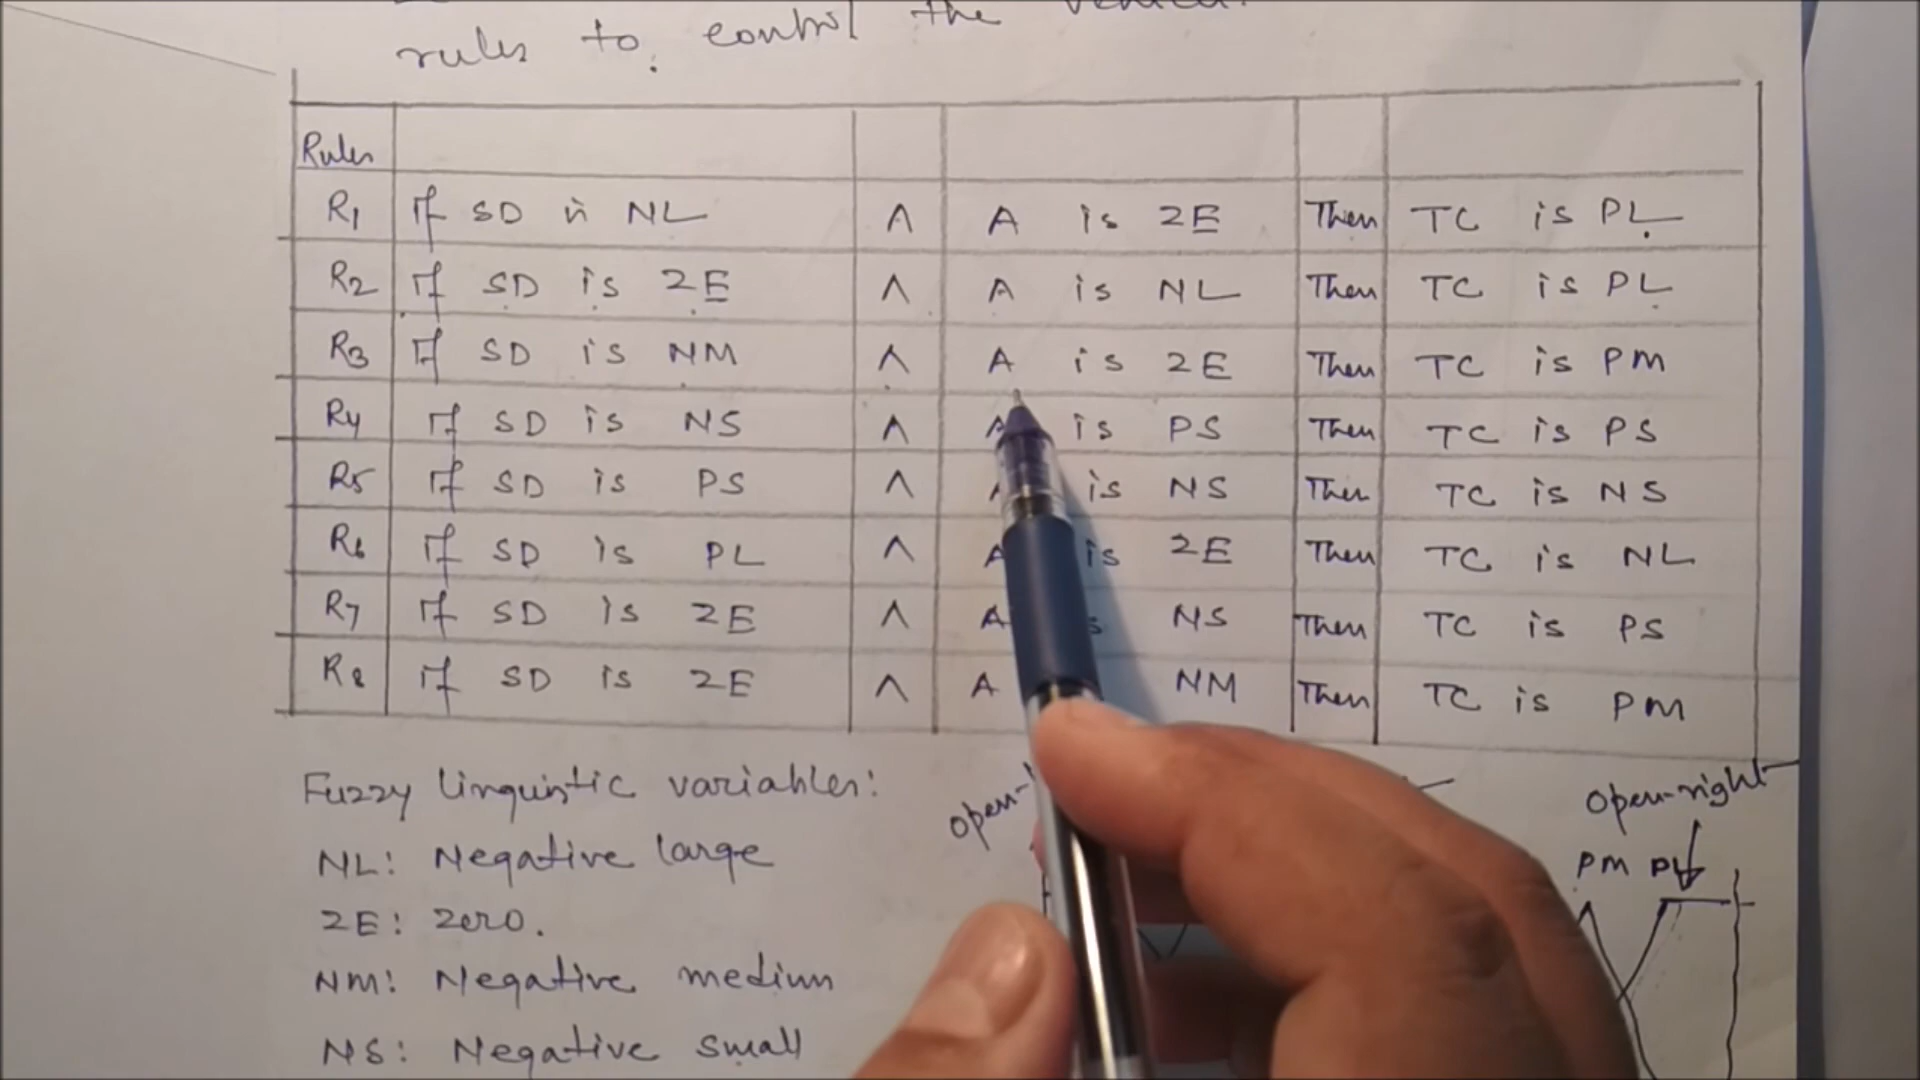 rules to control the
Rules
R1 If SD is NL ∧ A is ZE Then TC is PL
R2 If SD is ZE ∧ A is NL Then TC is PL
R3 If SD is NM ∧ A is ZE Then TC is PM
R4 If SD is NS ∧ A is PS Then TC is PS
R5 If SD is PS ∧ A is NS Then TC is NS
R6 If SD is PL ∧ A is ZE Then TC is NL
R7 If SD is ZE ∧ A NS Then TC is PS
R8 If SD is ZE ∧ A NM Then TC is PM
Fuzzy linguistic variables:
open-
Open-right
NL: Negative large
PM PL
ZE: Zero.
NM: Negative medium
NS: Negative small